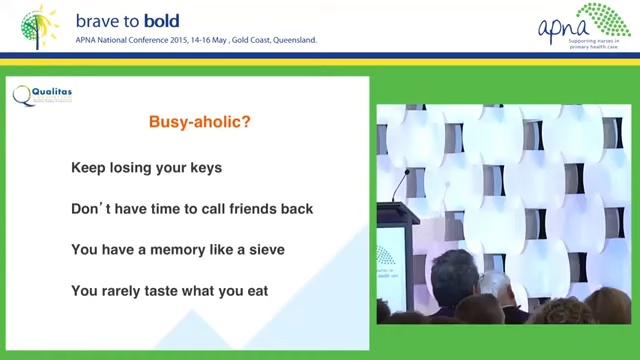 brave to bold
APNA National Conference 2015, 14-16 May, Gold Coast, Queensland.
apna
Supporting nurses in
primary health care
Qualitas
Busy-aholic?
Keep losing your keys
Don't have time to call friends back
You have a memory like a sieve
You rarely taste what you eat